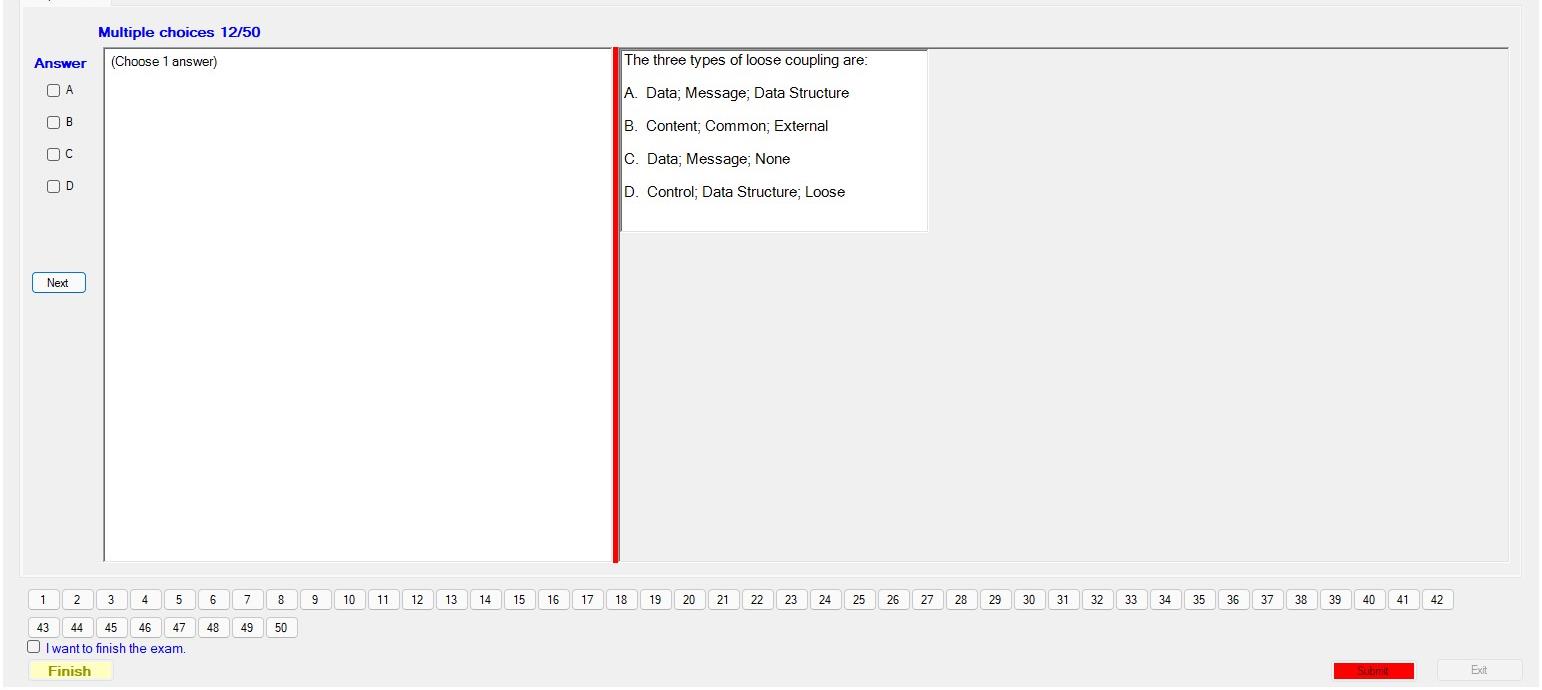 Multiple choices 12/50
Answer
(Choose 1 answer)
A
B
C
D
Next
The three types of loose coupling are:
A. Data; Message; Data Structure
B. Content; Common; External
C. Data; Message; None
D. Control; Data Structure; Loose
1 2 3 4 5 6 7 8 9 10 11 12 13 14 15 16 17 18 19 20 21 22 23 24 25 26 27 28 29 30 31 32 33 34 35 36 37 38 39 40 41 42
43 44 45 46 47 48 49 50
I want to finish the exam.
Finish
Submit
Exit